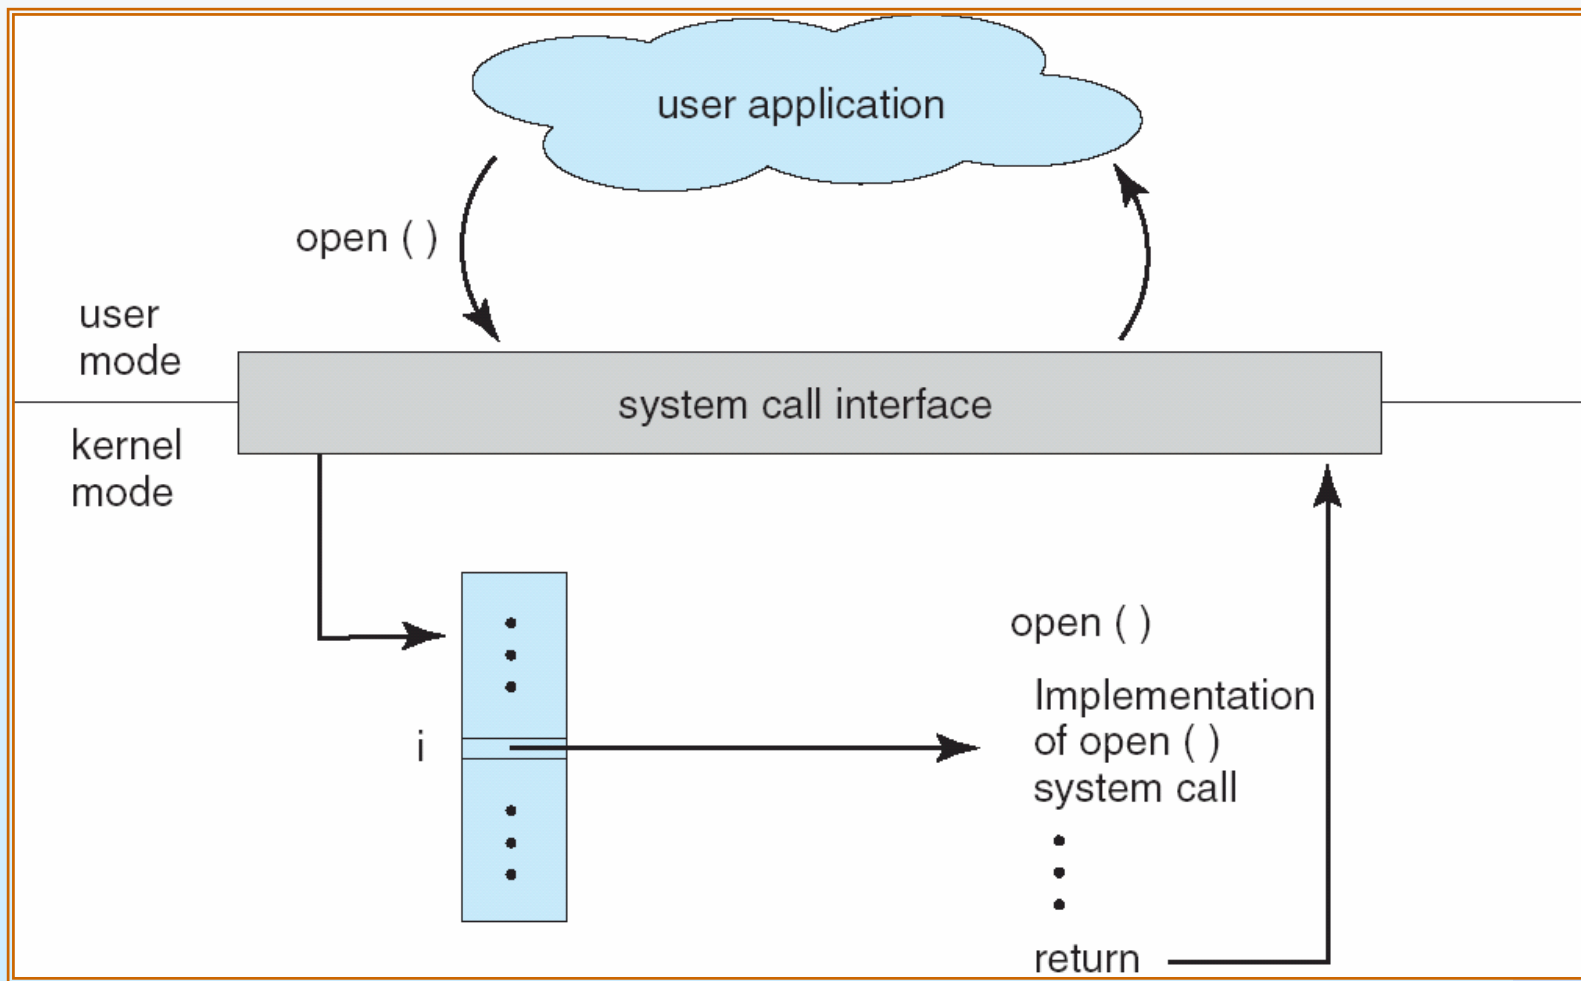 user application
open ( )
user
mode
system call interface
kernel
mode
open ( )
Implementation
of open ( )
system call
i
return